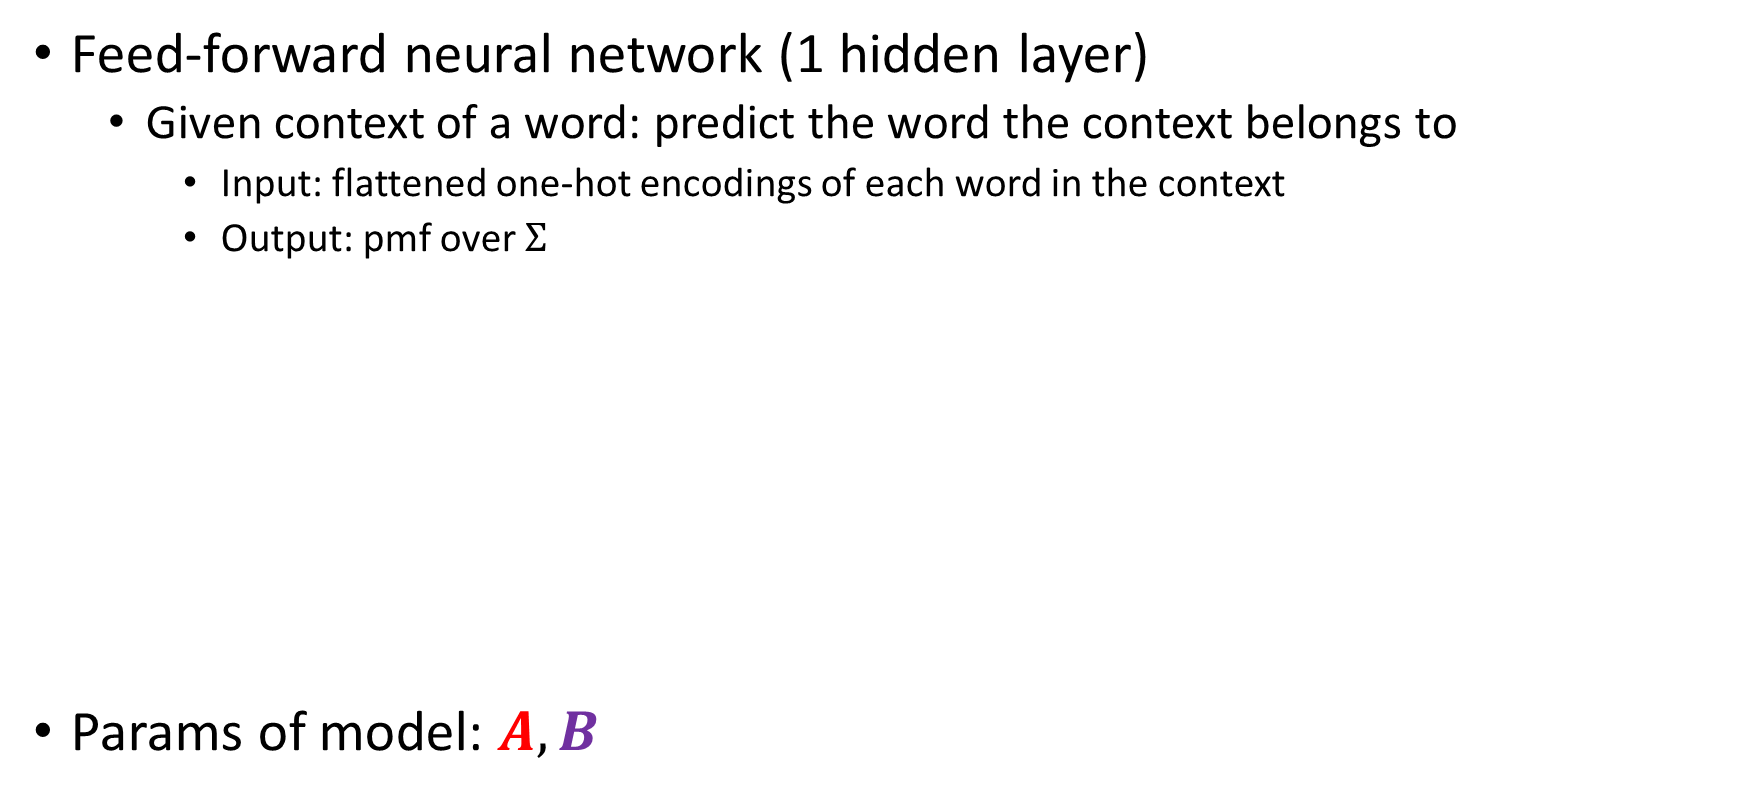 • Feed-forward neural network (1 hidden layer)
• Given context of a word: predict the word the context belongs to
• Input: flattened one-hot encodings of each word in the context
• Output: pmf over Σ
• Params of model: A, B